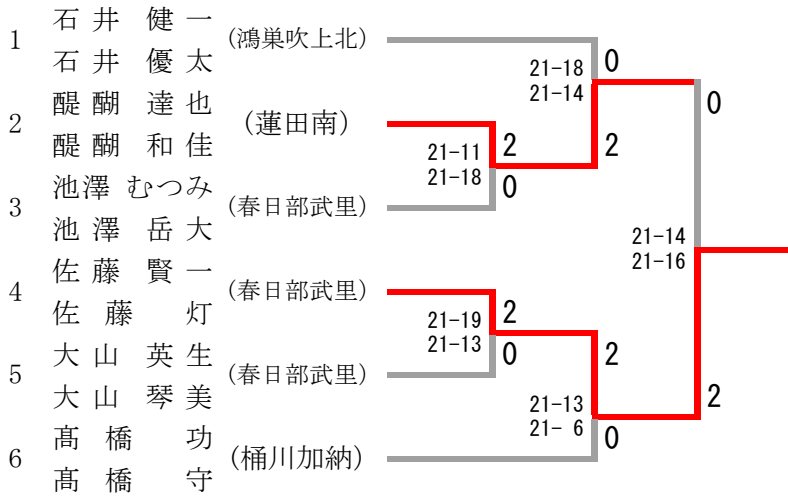 1 石井 健一 (鴻巣吹上北)
石井 優太
2 醍醐 達也 (蓮田南)
醍醐 和佳
3 池澤 むつみ (春日部武里)
池澤 岳大
4 佐藤 賢一 (春日部武里)
佐藤 灯
5 大山 英生 (春日部武里)
大山 琴美
6 髙橋 功 (桶川加納)
髙橋 守
21-11
21-18
2
0
21-19
21-13
2
0
21-18
21-14
0
2
21-13
21- 6
2
0
21-14
21-16
0
2